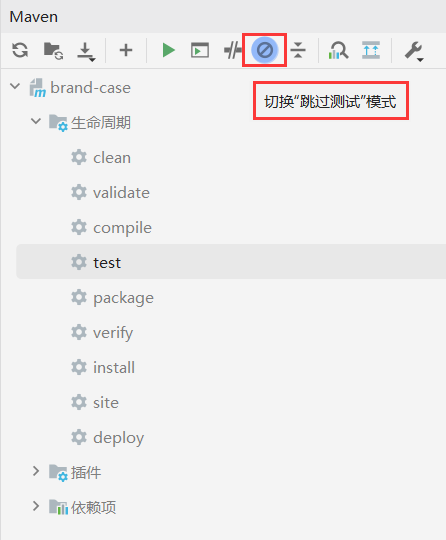 Maven
brand-case
切换“跳过测试”模式
生命周期
clean
validate
compile
test
package
verify
install
site
deploy
插件
依赖项